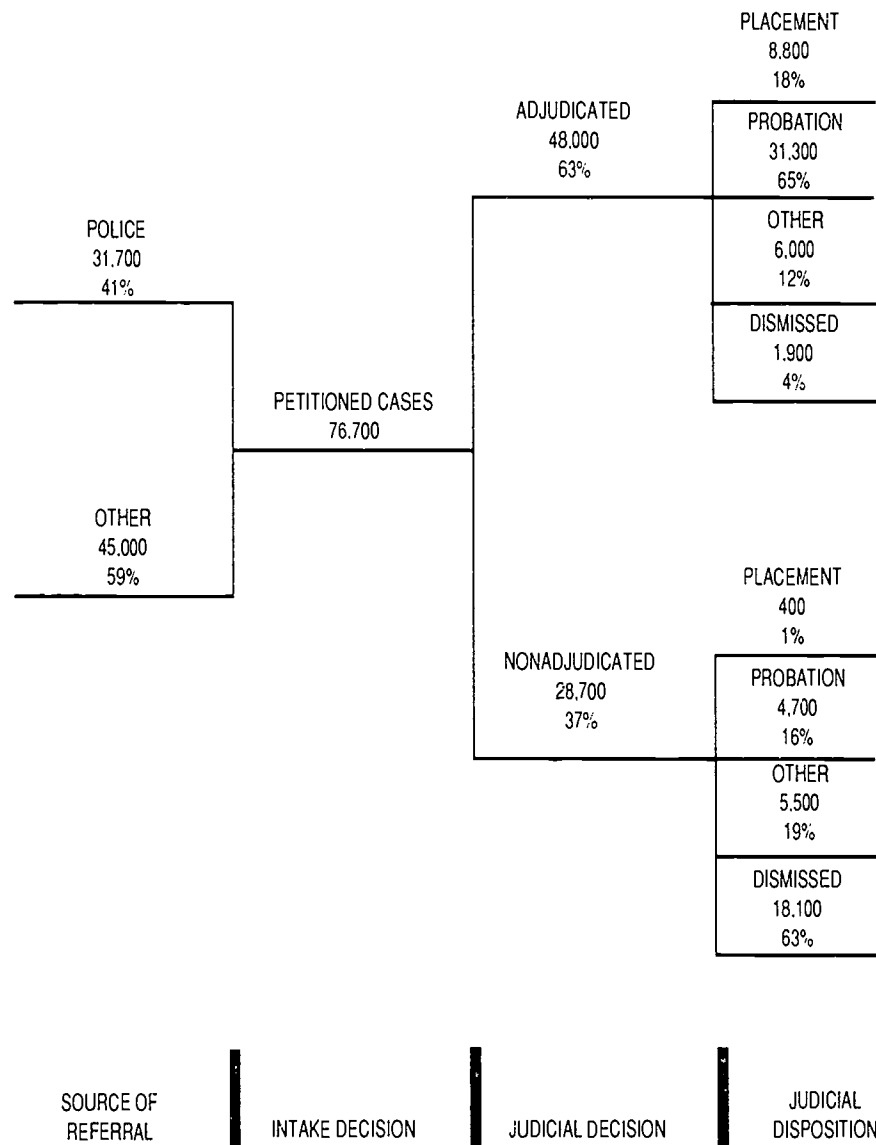 PLACEMENT
8.800
18%
ADJUDICATED
48.000
63%
PROBATION
31.300
65%
OTHER
6,000
12%
DISMISSED
1.900
4%
POLICE
31.700
41%
PETITIONED CASES
76.700
OTHER
45.000
59%
PLACEMENT
400
1%
NONADJUDICATED
28,700
37%
PROBATION
4,700
16%
OTHER
5,500
19%
DISMISSED
18.100
63%
SOURCE OF
REFERRAL
INTAKE DECISION
JUDICIAL DECISION
JUDICIAL
DISPOSITION